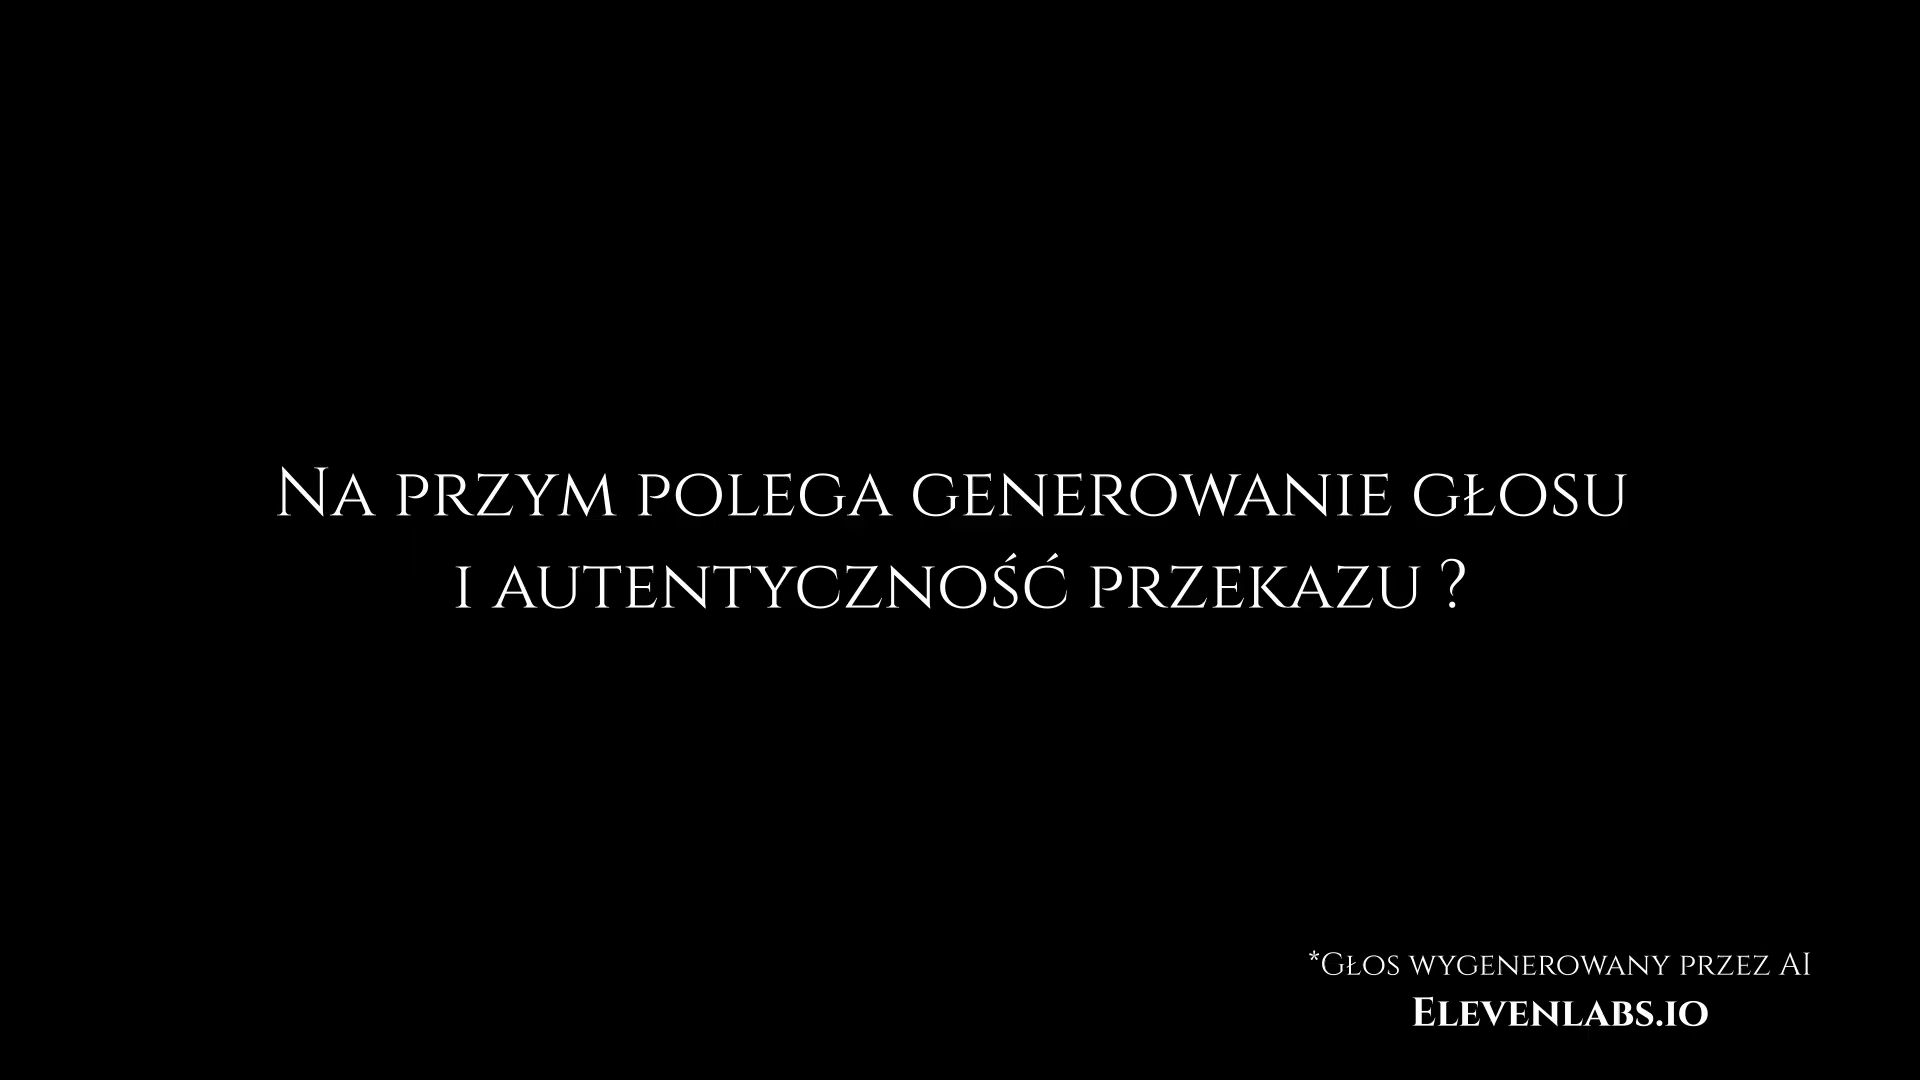 Na przym polega generowanie głosu
i autentyczność przekazu ?
*Głos wygenerowany przez AI
Elevenlabs.io